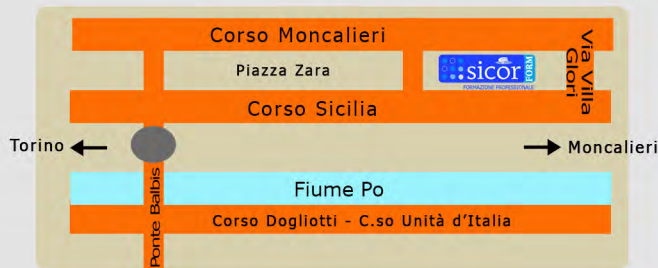 Corso Moncalieri
Via Villa
Glori
Piazza Zara
sicor
FORM
FORMAZIONE PROFESSIONALE
Corso Sicilia
Torino
Moncalieri
Fiume Po
Ponte Balbis
Corso Dogliotti - C.so Unità d'Italia